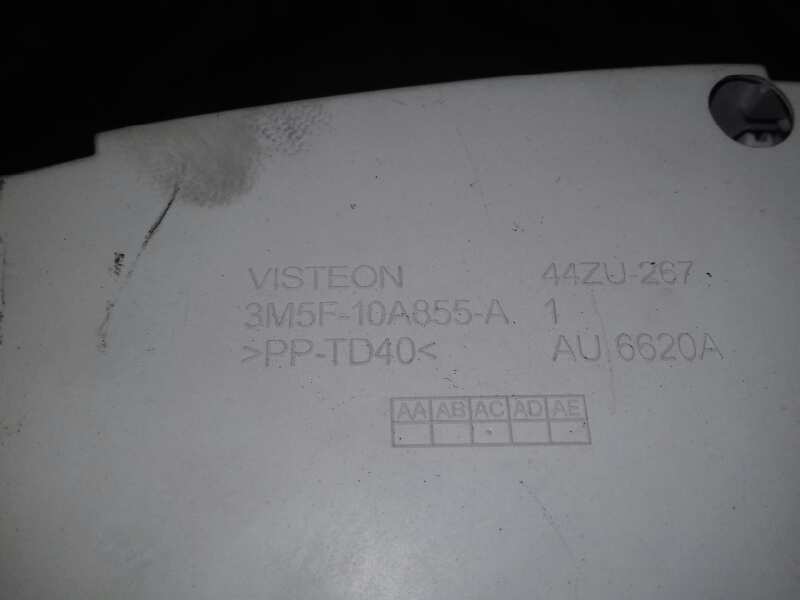 VISTEON 44ZU-267
3M5F-10A855-A 1
>PP-TD40< AU 6620A
AA AB AC AD AE